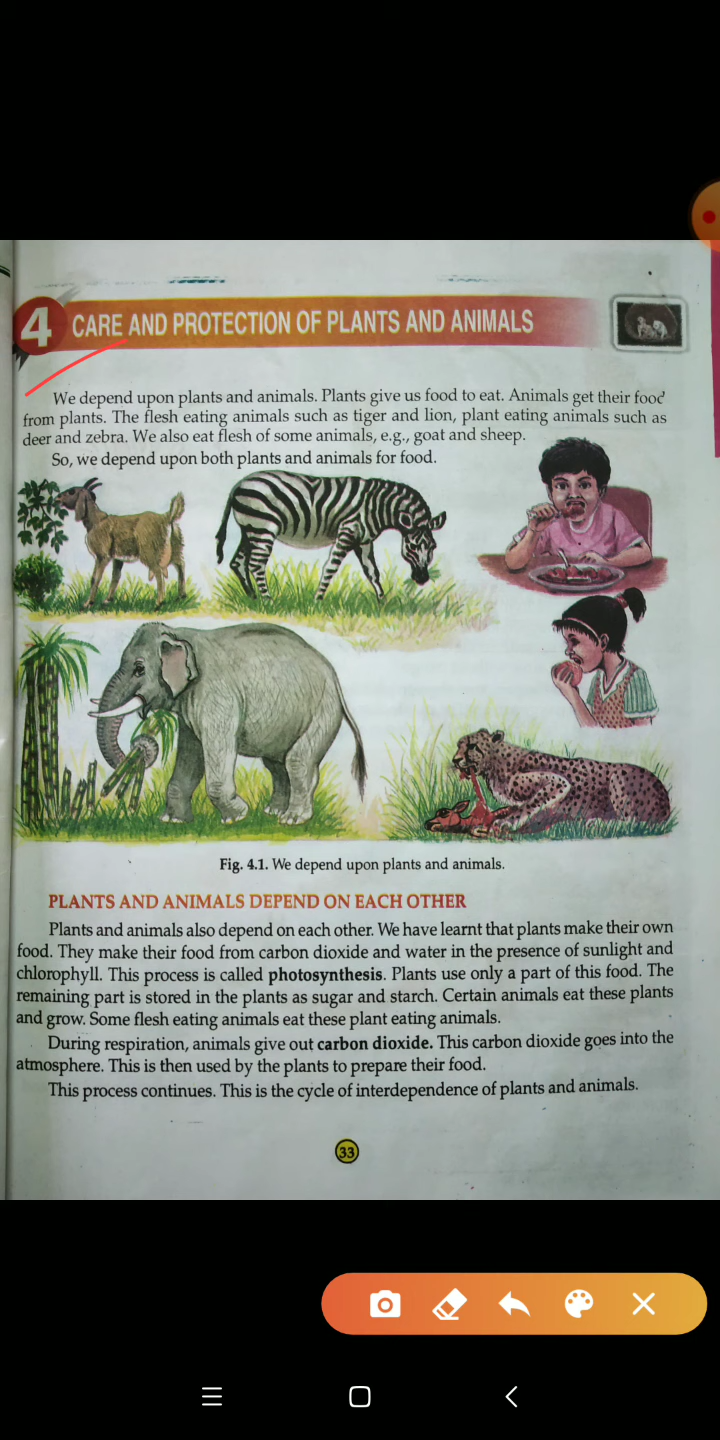 4 CARE AND PROTECTION OF PLANTS AND ANIMALS
We depend upon plants and animals. Plants give us food to eat. Animals get their food
from plants. The flesh eating animals such as tiger and lion, plant eating animals such as
deer and zebra. We also eat flesh of some animals, e.g., goat and sheep.
So, we depend upon both plants and animals for food.
Fig. 4.1. We depend upon plants and animals.
PLANTS AND ANIMALS DEPEND ON EACH OTHER
Plants and animals also depend on each other. We have learnt that plants make their own
food. They make their food from carbon dioxide and water in the presence of sunlight and
chlorophyll. This process is called photosynthesis. Plants use only a part of this food. The
remaining part is stored in the plants as sugar and starch. Certain animals eat these plants
and grow. Some flesh eating animals eat these plant eating animals.
During respiration, animals give out carbon dioxide. This carbon dioxide goes into the
atmosphere. This is then used by the plants to prepare their food.
This process continues. This is the cycle of interdependence of plants and animals.
33